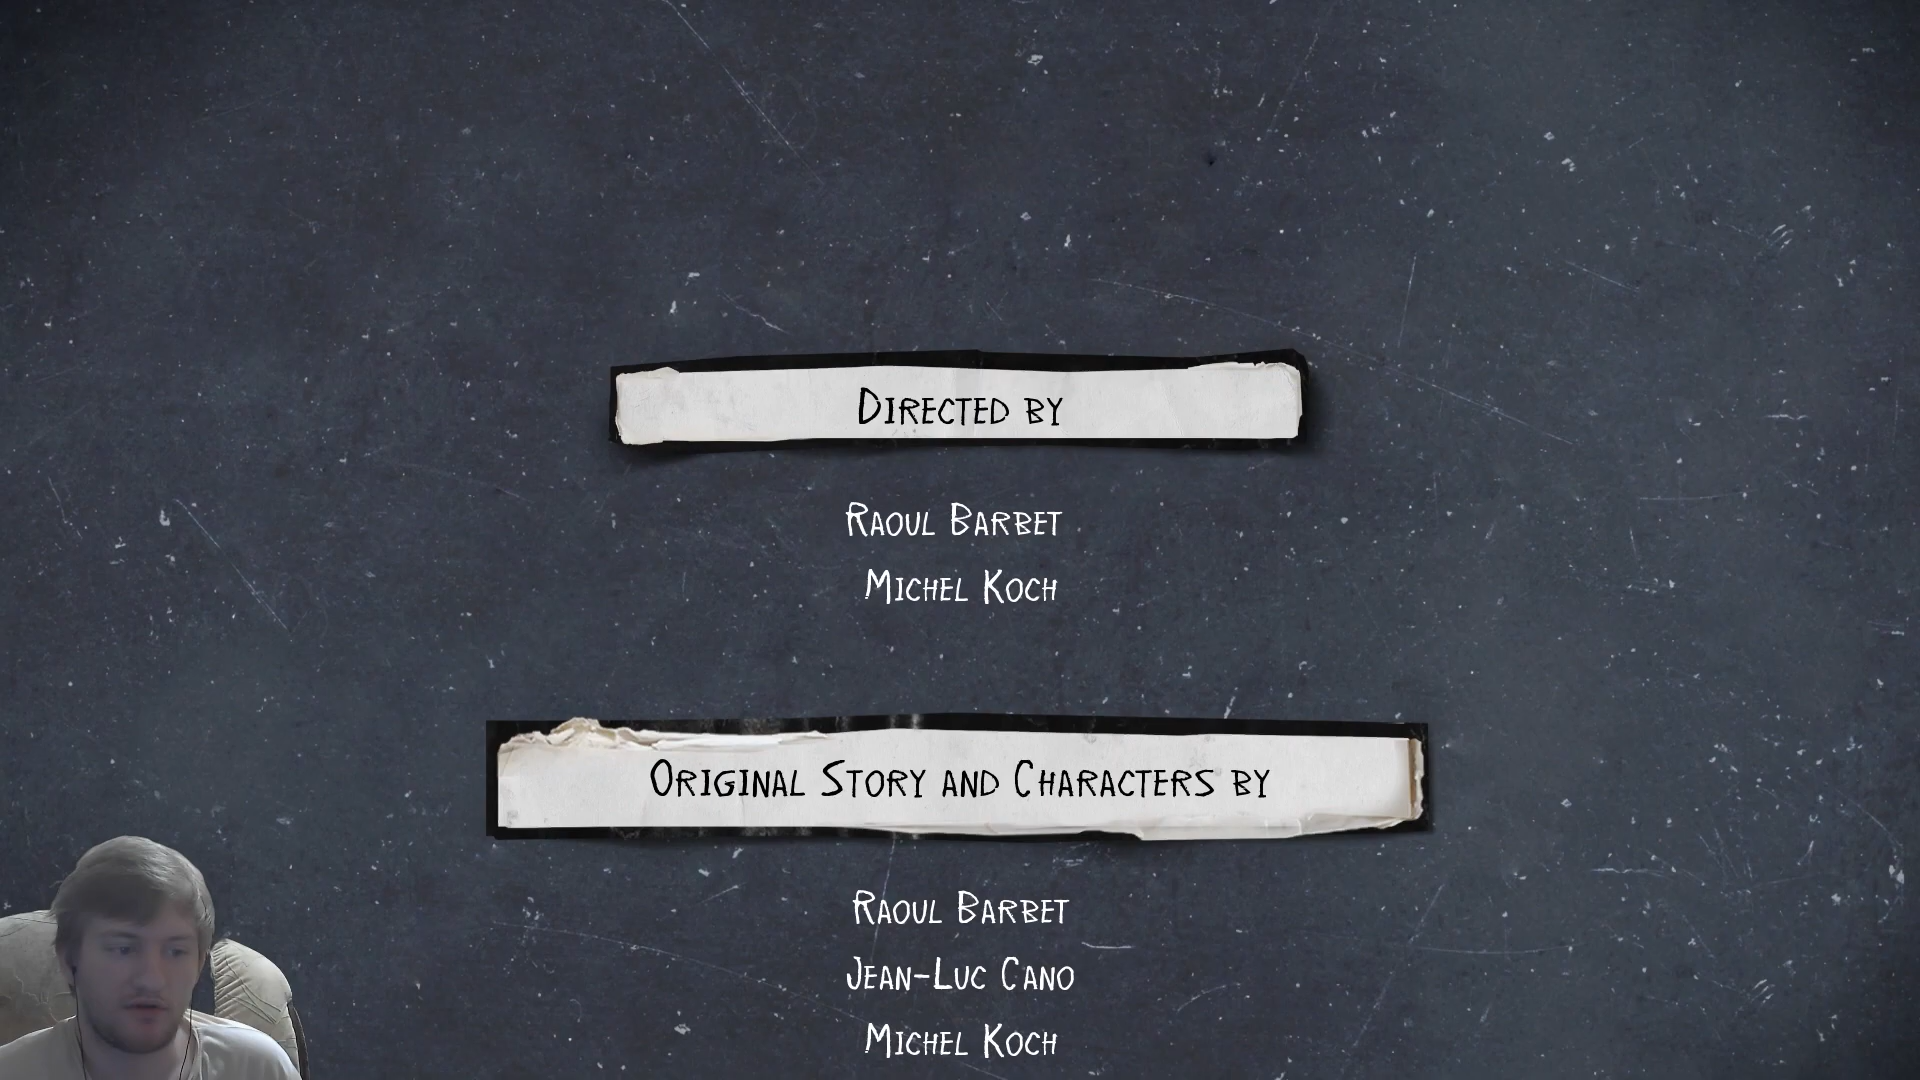 Directed by
Raoul Barbet
Michel Koch
Original Story and Characters by
Raoul Barbet
Jean-Luc Cano
Michel Koch